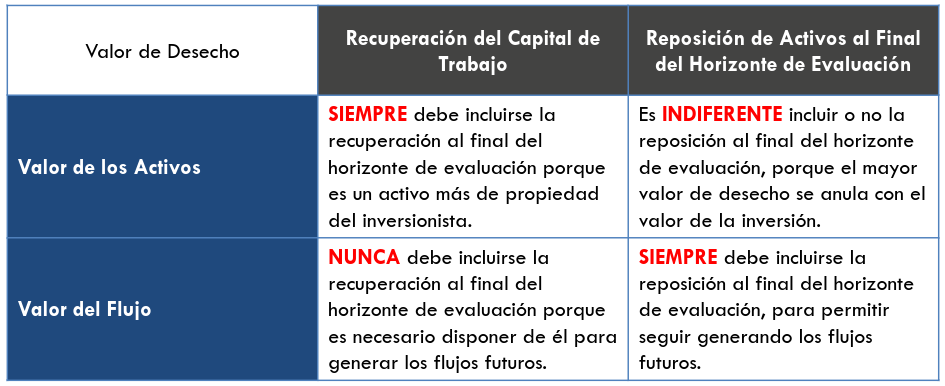 Valor de Desecho
Recuperación del Capital de
Trabajo
Reposición de Activos al Final
del Horizonte de Evaluación
Valor de los Activos
SIEMPRE debe incluirse la
recuperación al final del
horizonte de evaluación porque
es un activo más de propiedad
del inversionista.
Es INDIFERENTE incluir o no la
reposición al final del horizonte
de evaluación, porque el mayor
valor de desecho se anula con el
valor de la inversión.
Valor del Flujo
NUNCA debe incluirse la
recuperación al final del
horizonte de evaluación porque
es necesario disponer de él para
generar los flujos futuros.
SIEMPRE debe incluirse la
reposición al final del horizonte
de evaluación, para permitir
seguir generando los flujos
futuros.